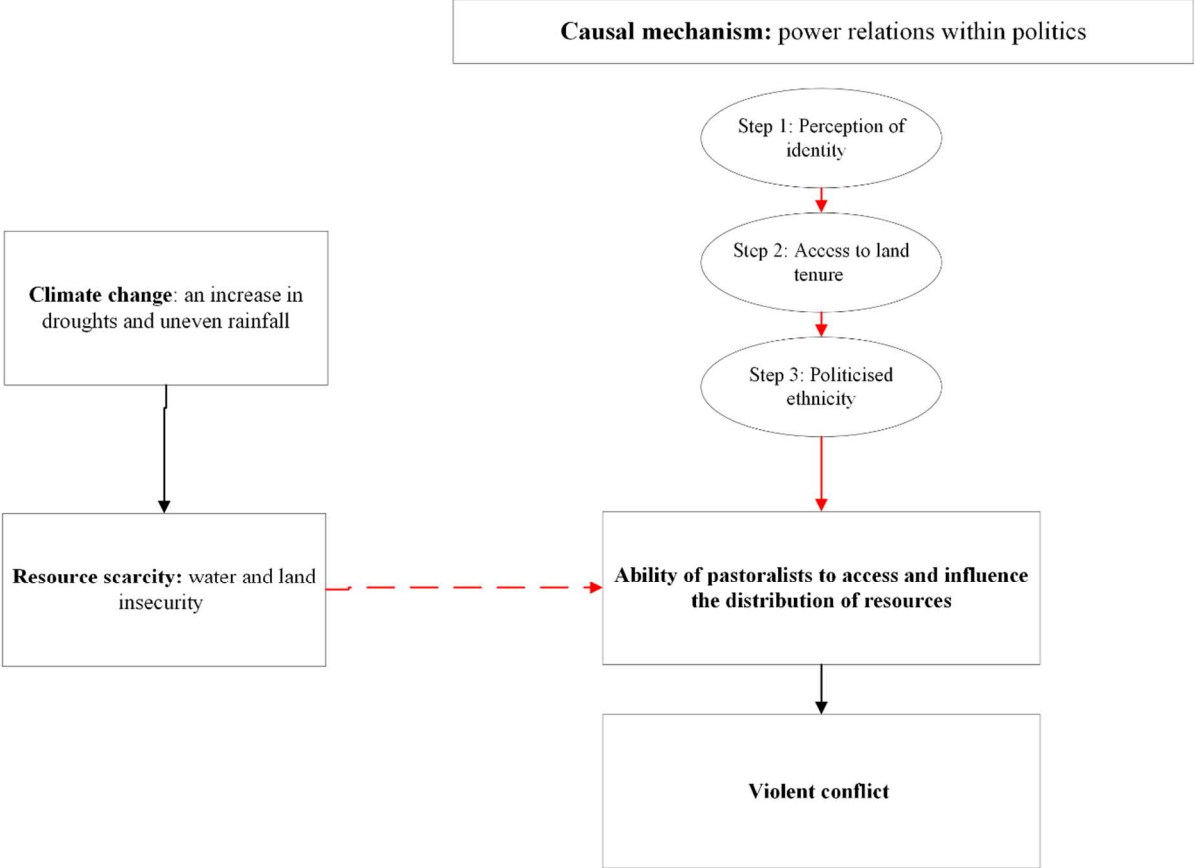 Causal mechanism: power relations within politics
Step 1: Perception of
identity
Step 2: Access to land
tenure
Step 3: Politicised
ethnicity
Climate change: an increase in
droughts and uneven rainfall
Resource scarcity: water and land
insecurity
Ability of pastoralists to access and influence
the distribution of resources
Violent conflict